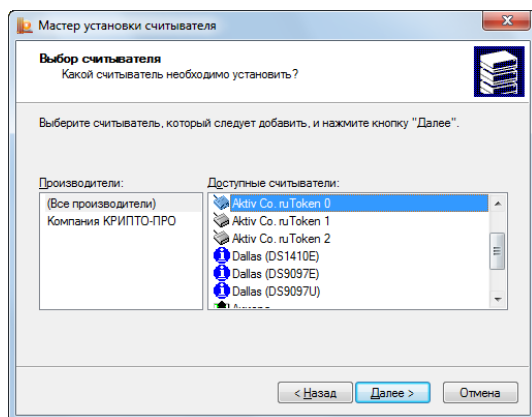 Мастер установки считывателя
Выбор считывателя
Какой считыватель необходимо установить?
Выберите считыватель, который следует добавить, и нажмите кнопку "Далее".
Производители:
(Все производители)
Компания КРИПТО-ПРО
Доступные считыватели:
Aktiv Co. ruToken 0
Aktiv Co. ruToken 1
Aktiv Co. ruToken 2
Dallas (DS1410E)
Dallas (DS9097E)
Dallas (DS9097U)
< Назад
Далее >
Отмена